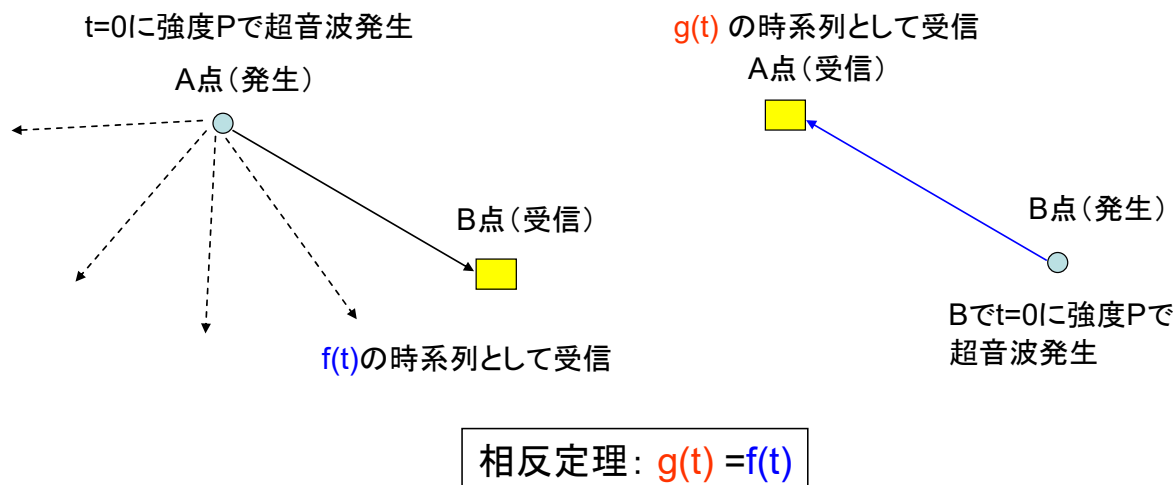 t=0に強度Pで超音波発生
A点（発生）
B点（受信）
f(t)の時系列として受信
g(t) の時系列として受信
A点（受信）
B点（発生）
Bでt=0に強度Pで
超音波発生
相反定理： g(t) =f(t)